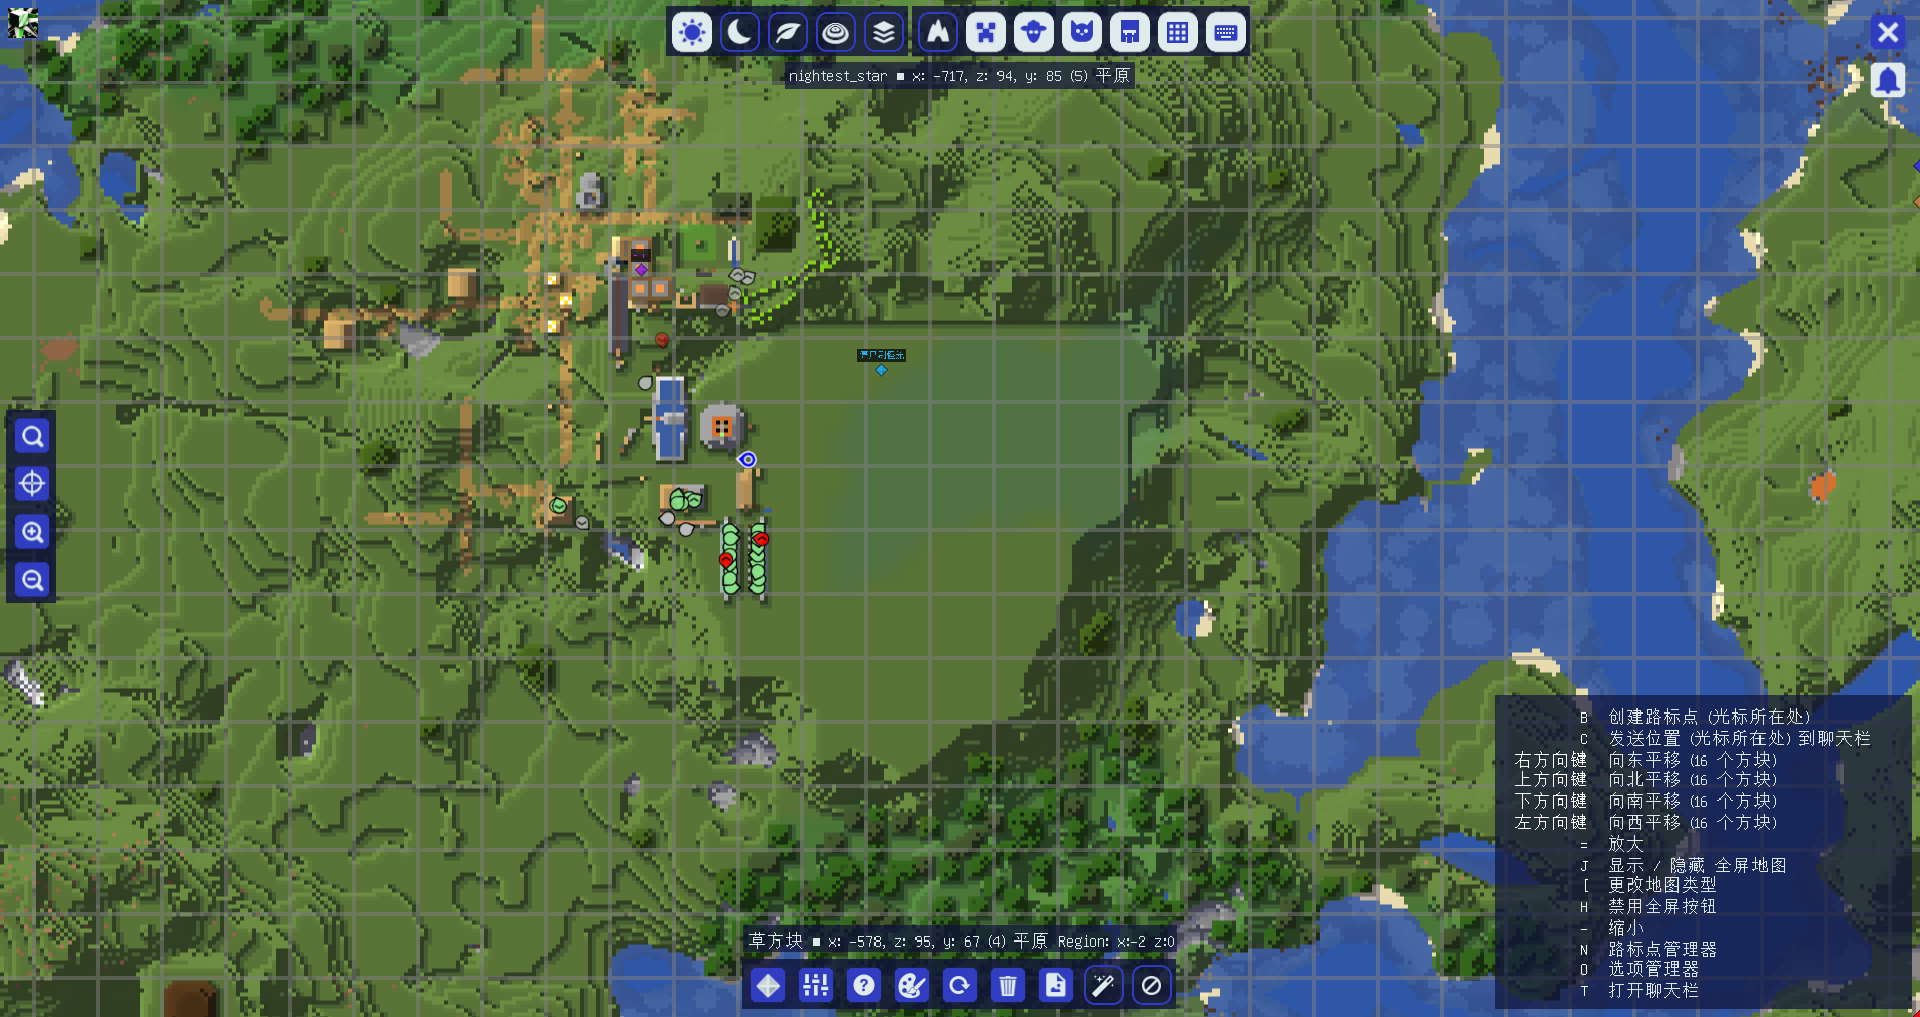 nightest_star ■ x: -717, z: 94, y: 85 (5) 平原
草方块 ■ x: -578, z: 95, y: 67 (4) 平原 Region: x:-2 z:0
B 创建路标点 (光标所在处)
C 发送位置 (光标所在处) 到聊天栏
右方向键 向东平移 (16 个方块)
上方向键 向北平移 (16 个方块)
下方向键 向南平移 (16 个方块)
左方向键 向西平移 (16 个方块)
= 放大
J 显示 / 隐藏 全屏地图
[ 更改地图类型
H 禁用全屏按钮
- 缩小
N 路标点管理器
O 选项管理器
T 打开聊天栏